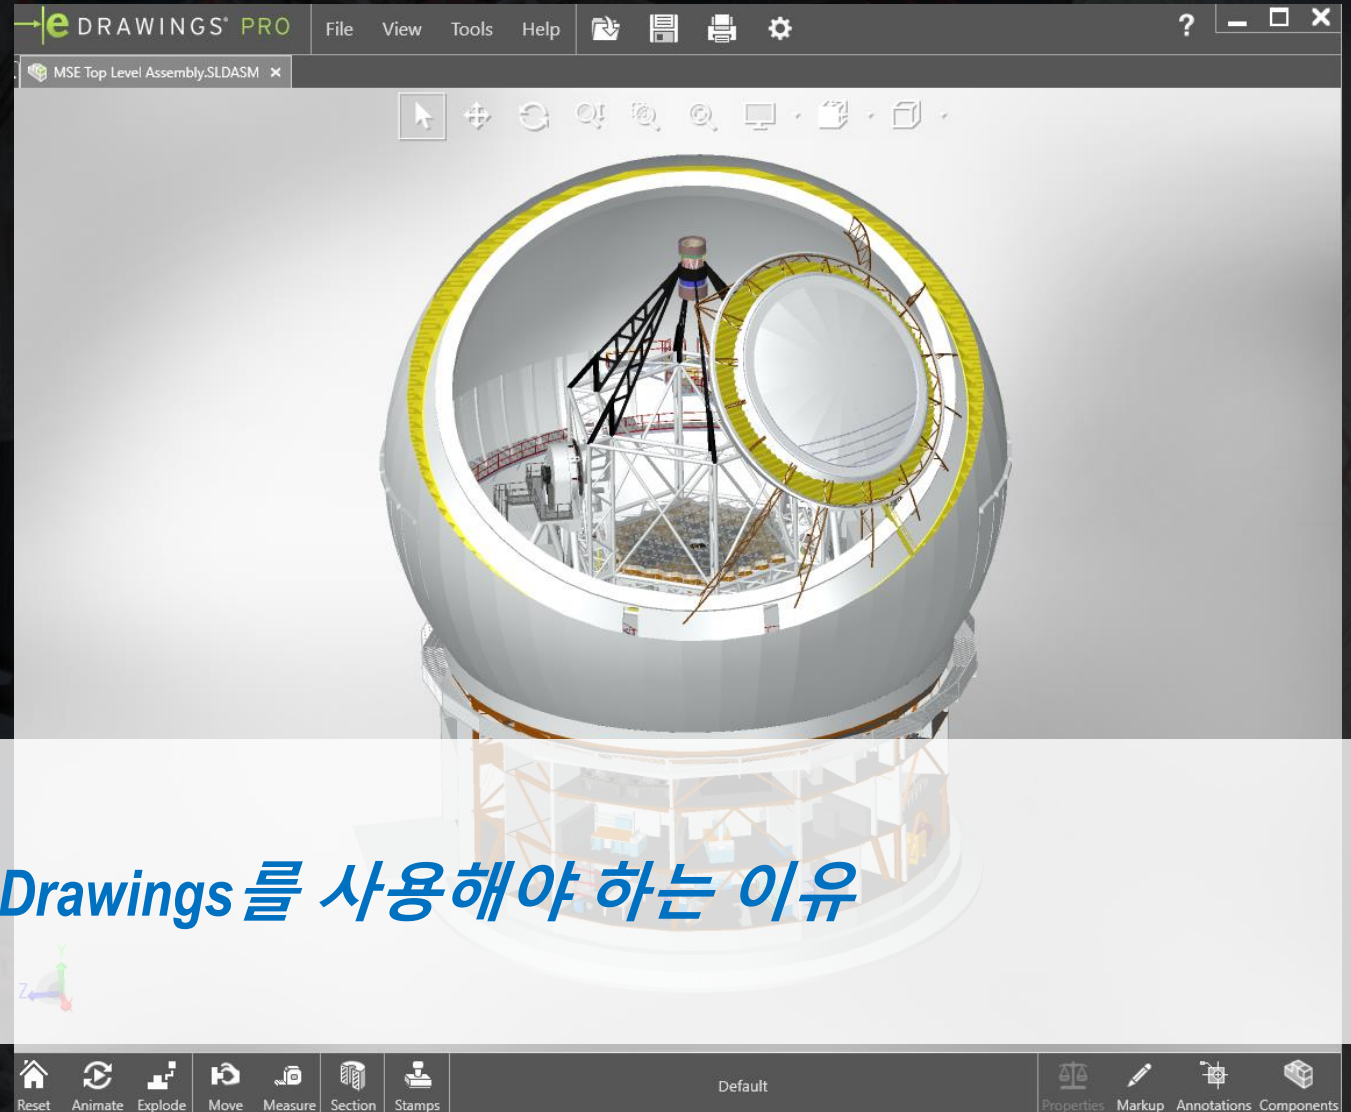 eDRAWINGS® PRO File View Tools Help ?
MSE Top Level Assembly.SLDASM ×
Drawings를 사용해야 하는 이유
Y
Z
X
Default
Reset Animate Explode Move Measure Section Stamps Properties Markup Annotations Components